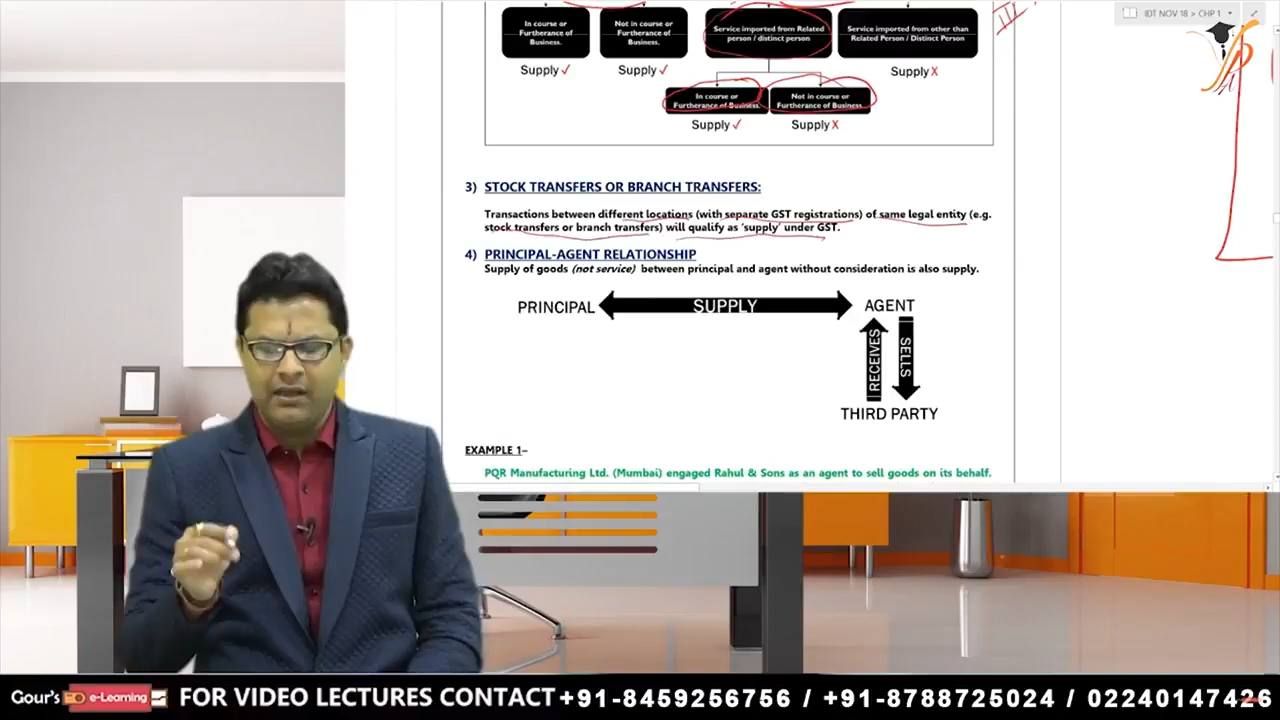 IDT NOV 18 > CHP 1
In course or
Furtherance of
Business.
Not in course or
Furtherance of
Business.
Service imported from Related
person / distinct person
Service imported from other than
Related Person / Distinct Person
Supply ✓
Supply ✓
Supply X
In course or
Furtherance of Business.
Not in course or
Furtherance of Business
Supply ✓
Supply X
3) STOCK TRANSFERS OR BRANCH TRANSFERS:
Transactions between different locations (with separate GST registrations) of same legal entity (e.g.
stock transfers or branch transfers) will qualify as 'supply' under GST.
4) PRINCIPAL-AGENT RELATIONSHIP
Supply of goods (not service) between principal and agent without consideration is also supply.
PRINCIPAL SUPPLY AGENT
RECEIVES
SELLS
THIRD PARTY
EXAMPLE 1–
PQR Manufacturing Ltd. (Mumbai) engaged Rahul & Sons as an agent to sell goods on its behalf.
Gour's e-Learning FOR VIDEO LECTURES CONTACT +91-8459256756 / +91-8788725024 / 02240147426